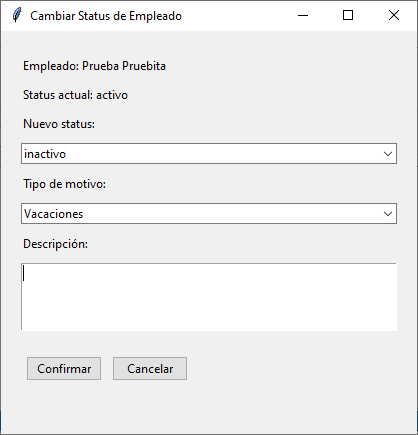 Cambiar Status de Empleado
Empleado: Prueba Pruebita
Status actual: activo
Nuevo status:
inactivo
Tipo de motivo:
Vacaciones
Descripción:
Confirmar Cancelar